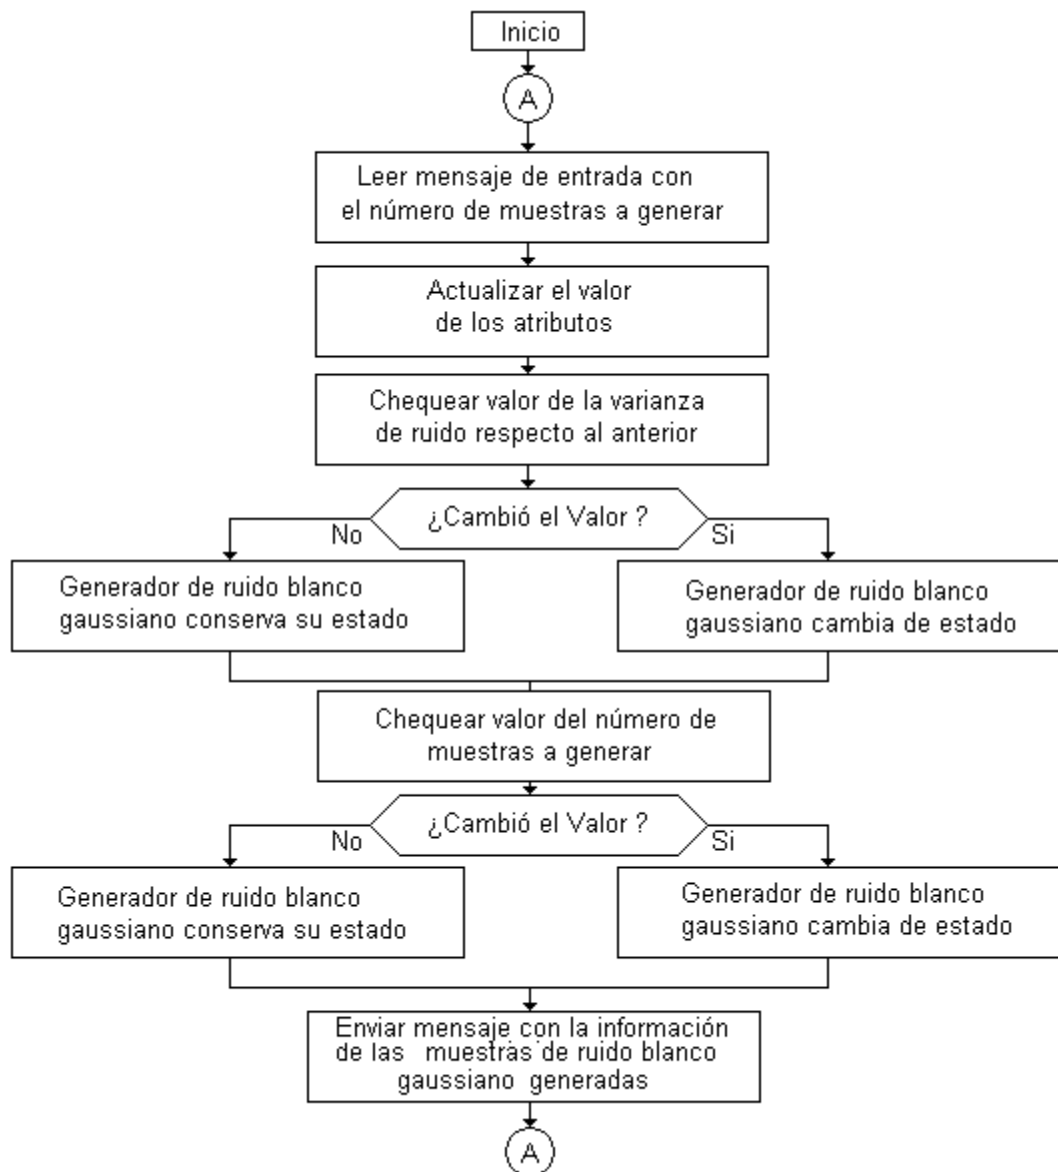 Inicio
A
Leer mensaje de entrada con
el número de muestras a generar
Actualizar el valor
de los atributos
Chequear valor de la varianza
de ruido respecto al anterior
¿Cambió el Valor ?
No
Si
Generador de ruido blanco
gaussiano conserva su estado
Generador de ruido blanco
gaussiano cambia de estado
Chequear valor del número de
muestras a generar
¿Cambió el Valor ?
No
Si
Generador de ruido blanco
gaussiano conserva su estado
Generador de ruido blanco
gaussiano cambia de estado
Enviar mensaje con la información
de las muestras de ruido blanco
gaussiano generadas
A